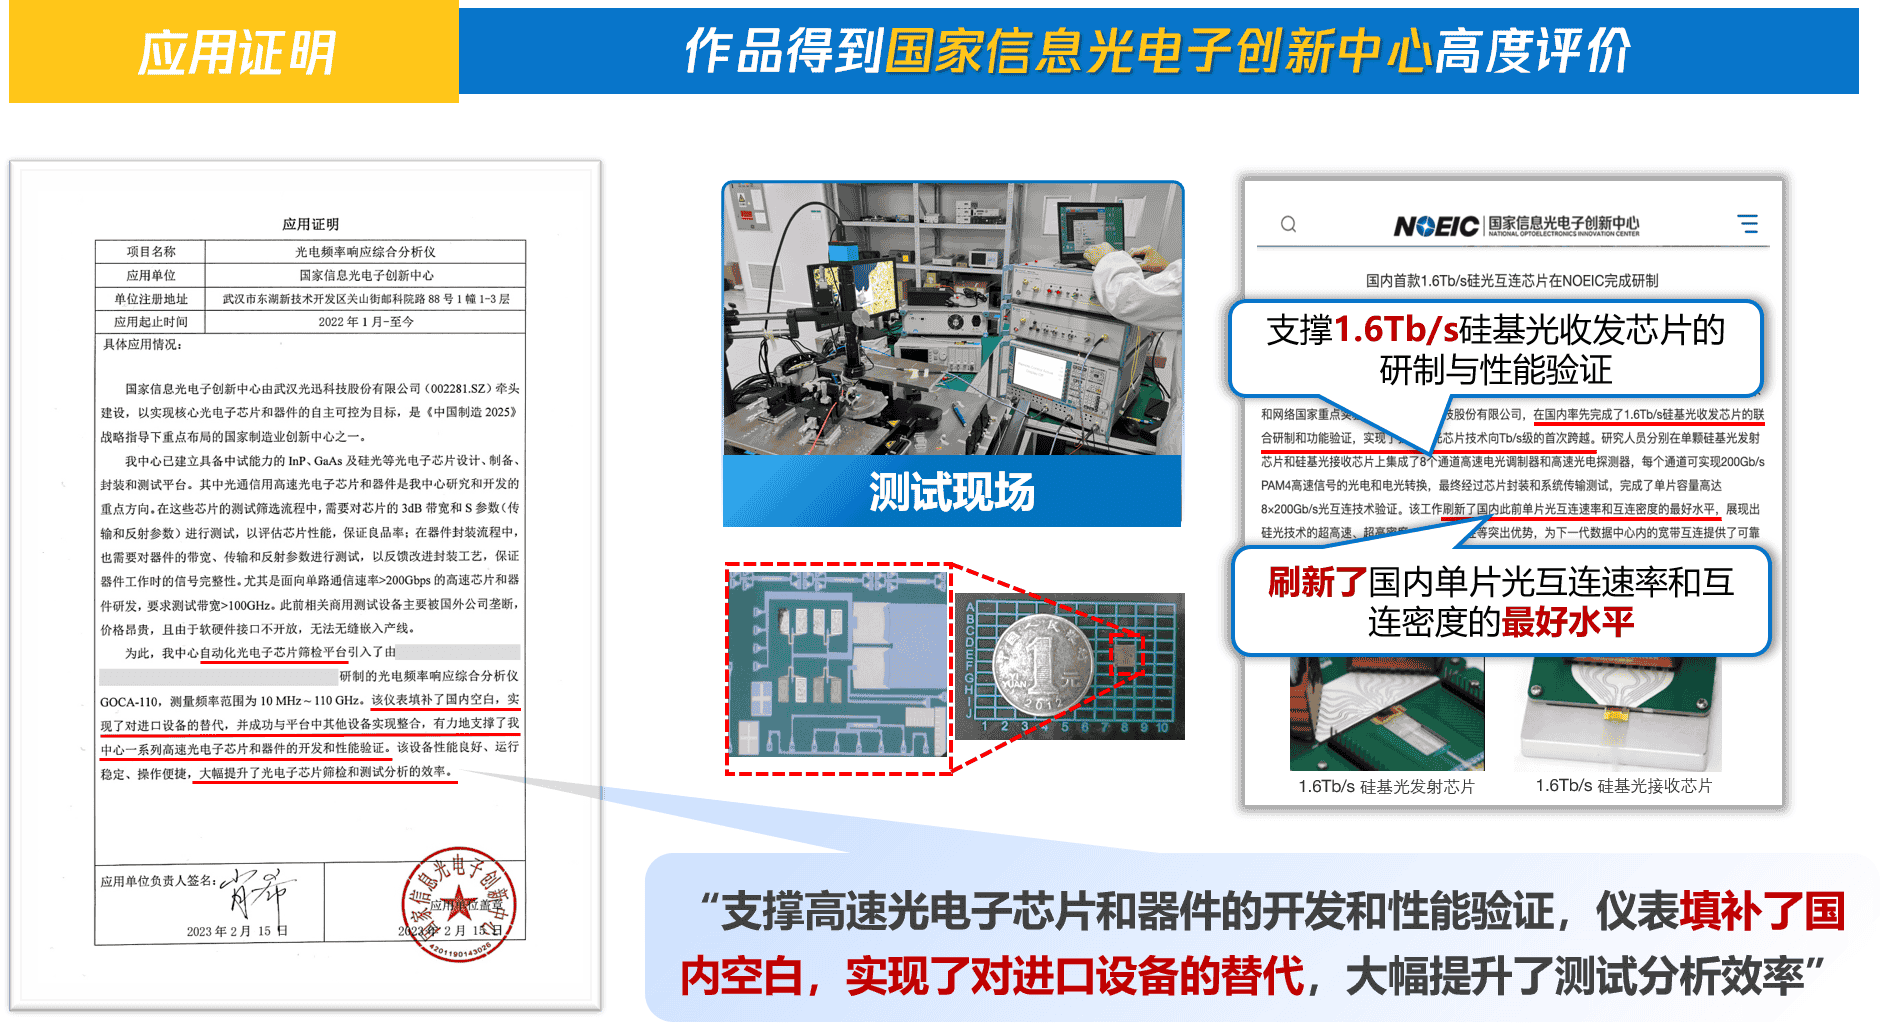 应用证明
作品得到国家信息光电子创新中心高度评价
应用证明
项目名称 光电频率响应综合分析仪
应用单位 国家信息光电子创新中心
单位注册地址 武汉市东湖新技术开发区关山街邮科院路 88 号 1 幢 1-3 层
应用起止时间 2022 年 1 月-至今
具体应用情况：
国家信息光电子创新中心由武汉光迅科技股份有限公司（002281.SZ）牵头
建设，以实现核心光电子芯片和器件的自主可控为目标，是《中国制造 2025》
战略指导下重点布局的国家制造业创新中心之一。
我中心已建立具备中试能力的 InP、GaAs 及硅光等光电子芯片设计、制备、
封装和测试平台。其中光通信用高速光电子芯片和器件是我中心研究和开发的
重点方向。在这些芯片的测试筛选流程中，需要对芯片的 3dB 带宽和 S 参数（传
输和反射参数）进行测试，以评估芯片性能，保证良品率；在器件封装流程中，
也需要对器件的带宽、传输和反射参数进行测试，以反馈改进封装工艺，保证
器件工作时的信号完整性。尤其是面向单路通信速率>200Gbps 的高速芯片和器
件研发，要求测试带宽>100GHz。此前相关商用测试设备主要被国外公司垄断，
价格昂贵，且由于软硬件接口不开放，无法无缝嵌入产线。
为此，我中心自动化光电子芯片筛检平台引入了由
研制的光电频率响应综合分析仪
GOCA-110，测量频率范围为 10 MHz～110 GHz。该仪表填补了国内空白，实
现了对进口设备的替代，并成功与平台中其他设备实现整合，有力地支撑了我
中心一系列高速光电子芯片和器件的开发和性能验证。该设备性能良好、运行
稳定、操作便捷，大幅提升了光电子芯片筛检和测试分析的效率。
应用单位负责人签名：
2023 年 2 月 15 日
国家信息光电子创新中心
应用单位盖章
2023 年 2 月 15 日
4201190143026
测试现场
A
B
C
D
E
F
G
H
I
J
1 2 3 4 5 6 7 8 9 10
1
YI
YUAN
元
2012
NOEIC 国家信息光电子创新中心
NATIONAL OPTOELECTRONICS INNOVATION CENTER
国内首款1.6Tb/s硅光互连芯片在NOEIC完成研制
支撑1.6Tb/s硅基光收发芯片的
研制与性能验证
和网络国家重点实 技股份有限公司，在国内率先完成了1.6Tb/s硅基光收发芯片的联
合研制和功能验证，实现了 光芯片技术向Tb/s级的首次跨越。研究人员分别在单颗硅基光发射
芯片和硅基光接收芯片上集成了8个通道高速电光调制器和高速光电探测器，每个通道可实现200Gb/s
PAM4高速信号的光电和电光转换，最终经过芯片封装和系统传输测试，完成了单片容量高达
8×200Gb/s光互连技术验证。该工作刷新了国内此前单片光互连速率和互连密度的最好水平，展现出
硅光技术的超高速、超高密度 等突出优势，为下一代数据中心内的宽带互连提供了可靠
刷新了国内单片光互连速率和互
连密度的最好水平
1.6Tb/s 硅基光发射芯片
1.6Tb/s 硅基光接收芯片
“支撑高速光电子芯片和器件的开发和性能验证，仪表填补了国
内空白，实现了对进口设备的替代，大幅提升了测试分析效率”